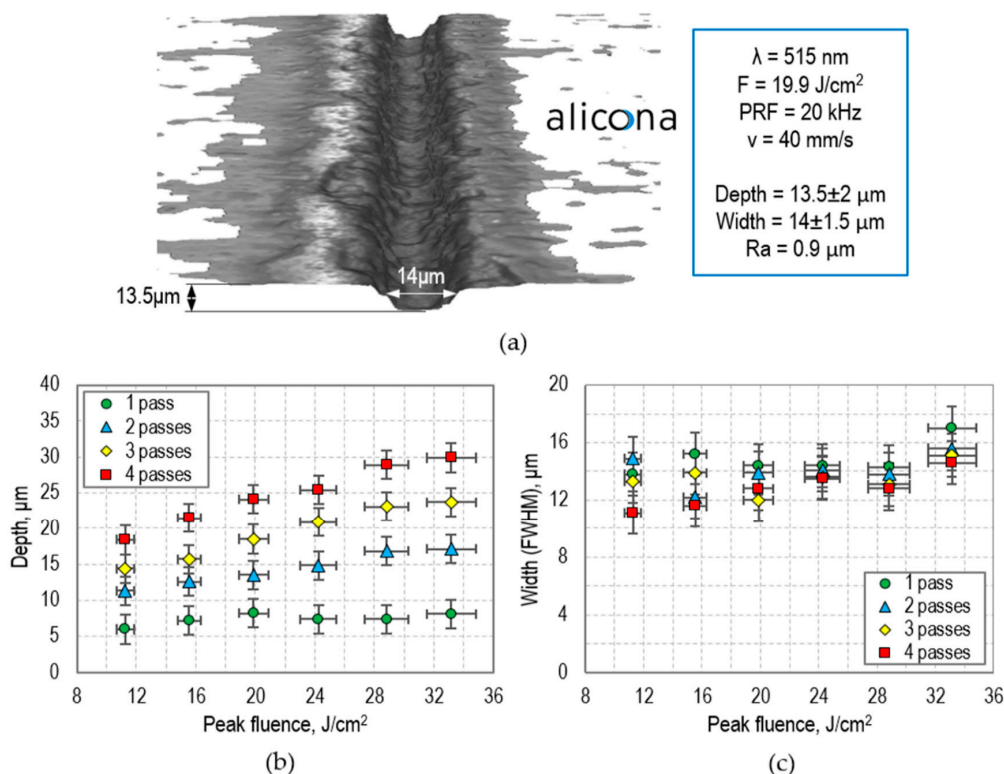 alicona
λ = 515 nm
F = 19.9 J/cm²
PRF = 20 kHz
v = 40 mm/s
Depth = 13.5±2 µm
Width = 14±1.5 µm
Ra = 0.9 µm
14µm
13.5µm
(a)
40
35
30
25
20
15
10
5
0
Depth, µm
1 pass
2 passes
3 passes
4 passes
8 12 16 20 24 28 32 36
Peak fluence, J/cm²
(b)
20
16
12
8
4
0
Width (FWHM), µm
1 pass
2 passes
3 passes
4 passes
8 12 16 20 24 28 32 36
Peak fluence, J/cm²
(c)